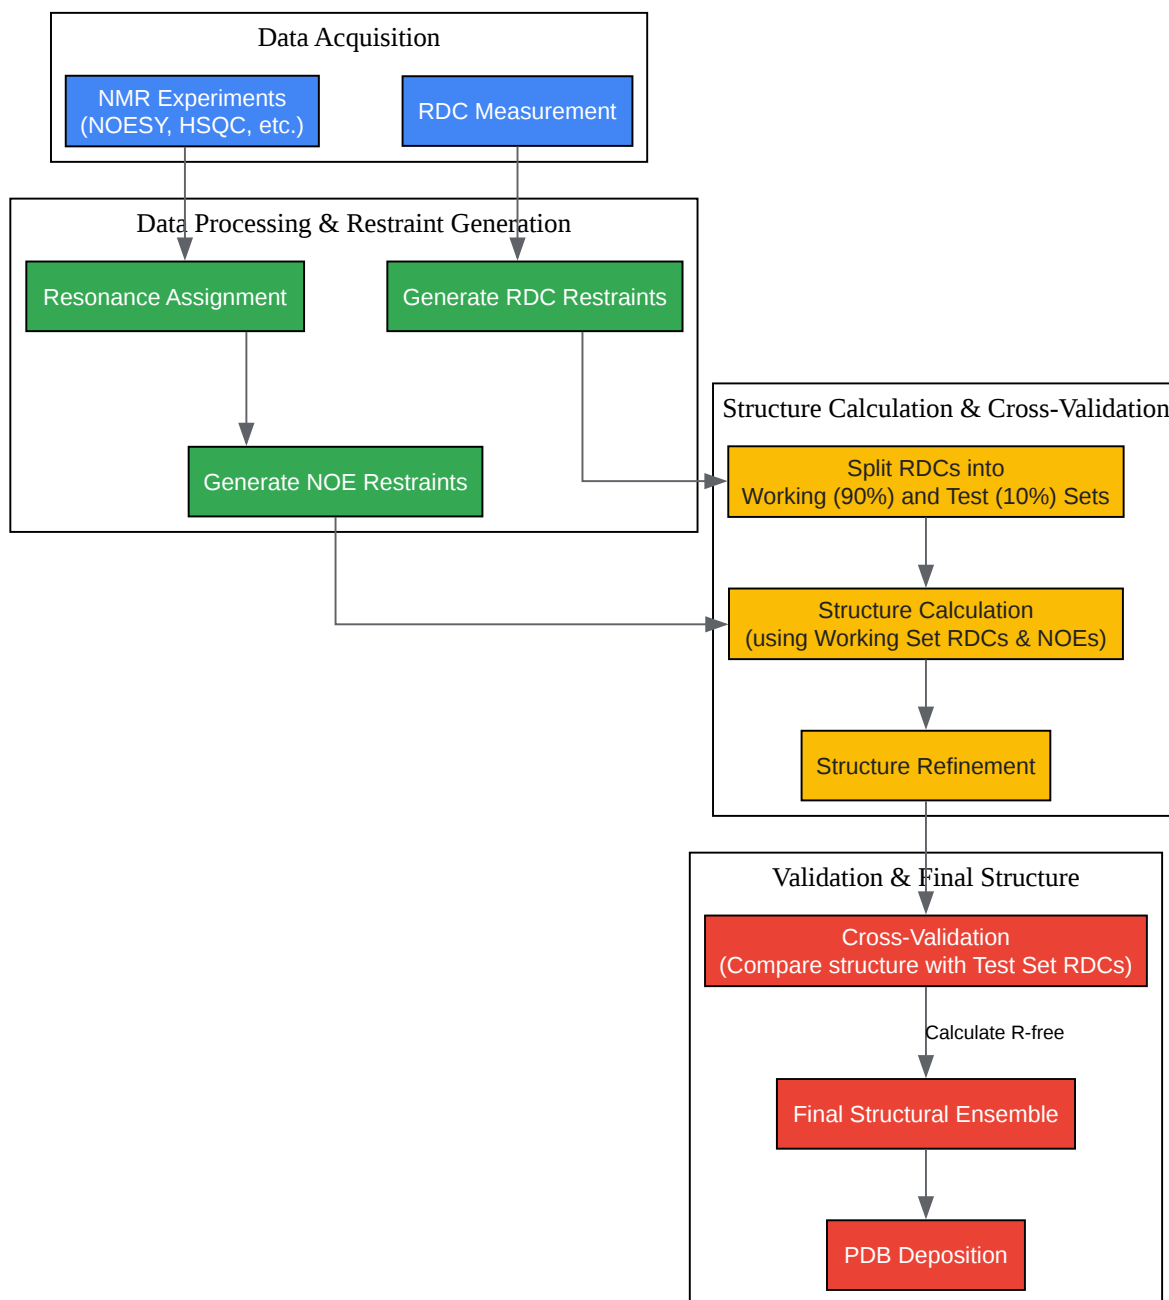 Data Acquisition
NMR Experiments
(NOESY, HSQC, etc.)
RDC Measurement
Data Processing & Restraint Generation
Resonance Assignment
Generate RDC Restraints
Generate NOE Restraints
Structure Calculation & Cross-Validation
Split RDCs into
Working (90%) and Test (10%) Sets
Structure Calculation
(using Working Set RDCs & NOEs)
Structure Refinement
Validation & Final Structure
Cross-Validation
(Compare structure with Test Set RDCs)
Calculate R-free
Final Structural Ensemble
PDB Deposition